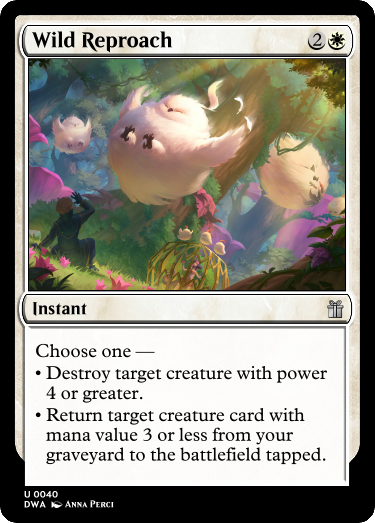 Wild Reproach 2
Instant
Choose one —
• Destroy target creature with power
4 or greater.
• Return target creature card with
mana value 3 or less from your
graveyard to the battlefield tapped.
U 0040
DWA Anna Perci